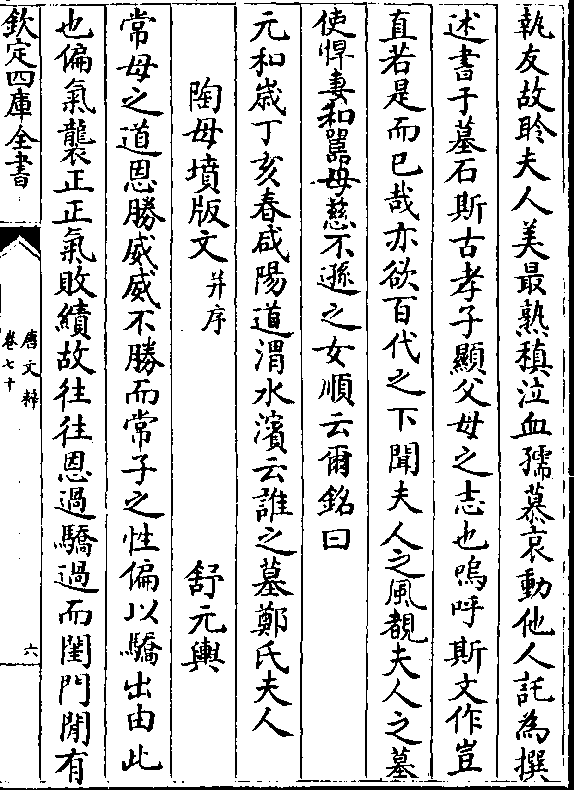 執友故聆夫人美最熟稹泣血孺慕哀動他人託為撰
述書于墓石斯古孝子顯父母之志也嗚呼斯文作豈
直若是而已哉亦欲百代之下聞夫人之風覩夫人之墓
使悍妻和嚚母慈不遜之女順云爾銘曰
元和歲丁亥春咸陽道渭水濱云誰之墓鄭氏夫人
陶母墳版文 并序
舒元輿
常母之道恩勝威威不勝而常子之性偏以驕出由此
也偏氣襲正正氣敗績故往往恩過驕過而閨門閒有
欽定四庫全書
唐文粹
卷七十
六